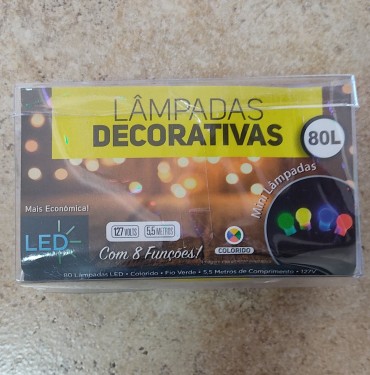 LÂMPADAS
DECORATIVAS
80L
Mini Lâmpadas
Mais Econômica!
LED
127 VOLTS
5.5 METROS
COLORIDO
Com 8 Funções!
80 Lâmpadas LED • Colorido • Fio Verde • 5,5 Metros de Comprimento • 127V